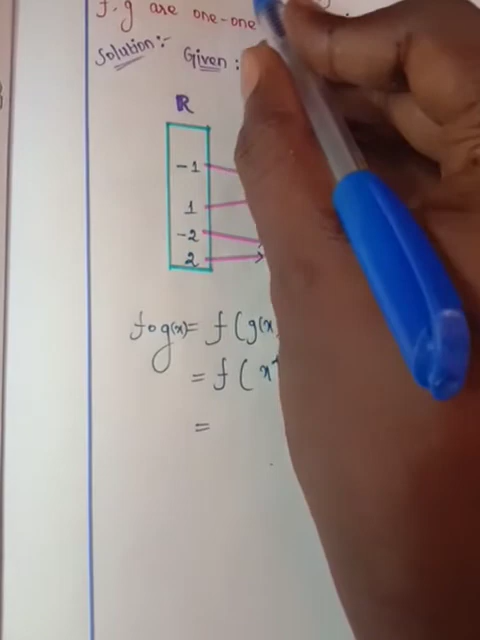 f, g are one-one
Solution:- Given:
R
-1
1
-2
2
fog(x)= f(g(x
= f(x
=